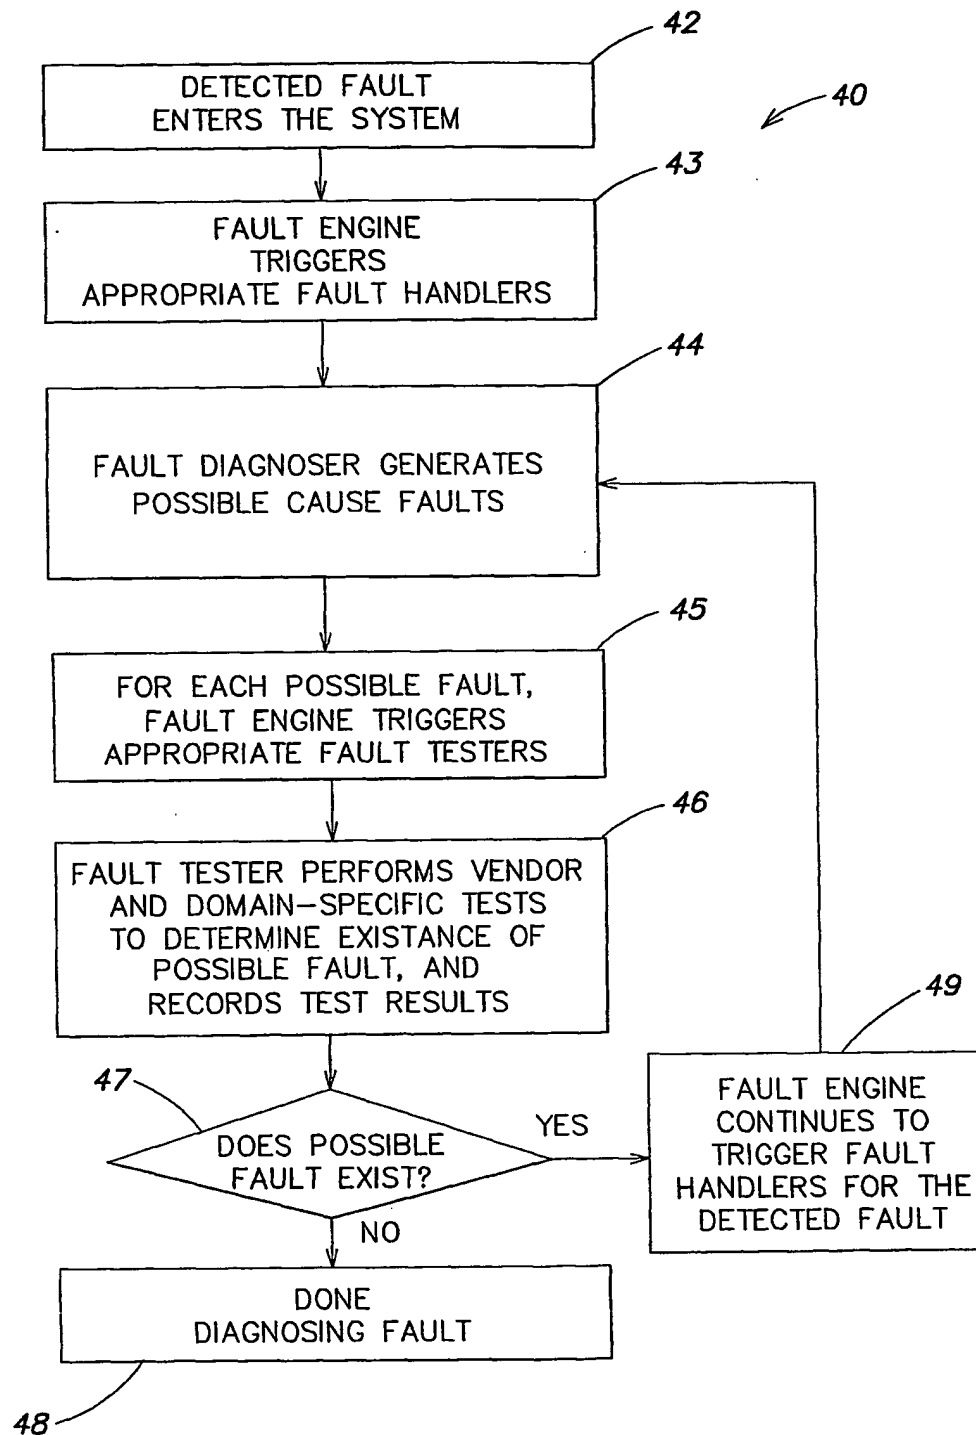 42
DETECTED FAULT
ENTERS THE SYSTEM
40
43
FAULT ENGINE
TRIGGERS
APPROPRIATE FAULT HANDLERS
44
FAULT DIAGNOSER GENERATES
POSSIBLE CAUSE FAULTS
45
FOR EACH POSSIBLE FAULT,
FAULT ENGINE TRIGGERS
APPROPRIATE FAULT TESTERS
46
FAULT TESTER PERFORMS VENDOR
AND DOMAIN-SPECIFIC TESTS
TO DETERMINE EXISTANCE OF
POSSIBLE FAULT, AND
RECORDS TEST RESULTS
47
DOES POSSIBLE
FAULT EXIST?
YES
49
FAULT ENGINE
CONTINUES TO
TRIGGER FAULT
HANDLERS FOR THE
DETECTED FAULT
NO
DONE
DIAGNOSING FAULT
48